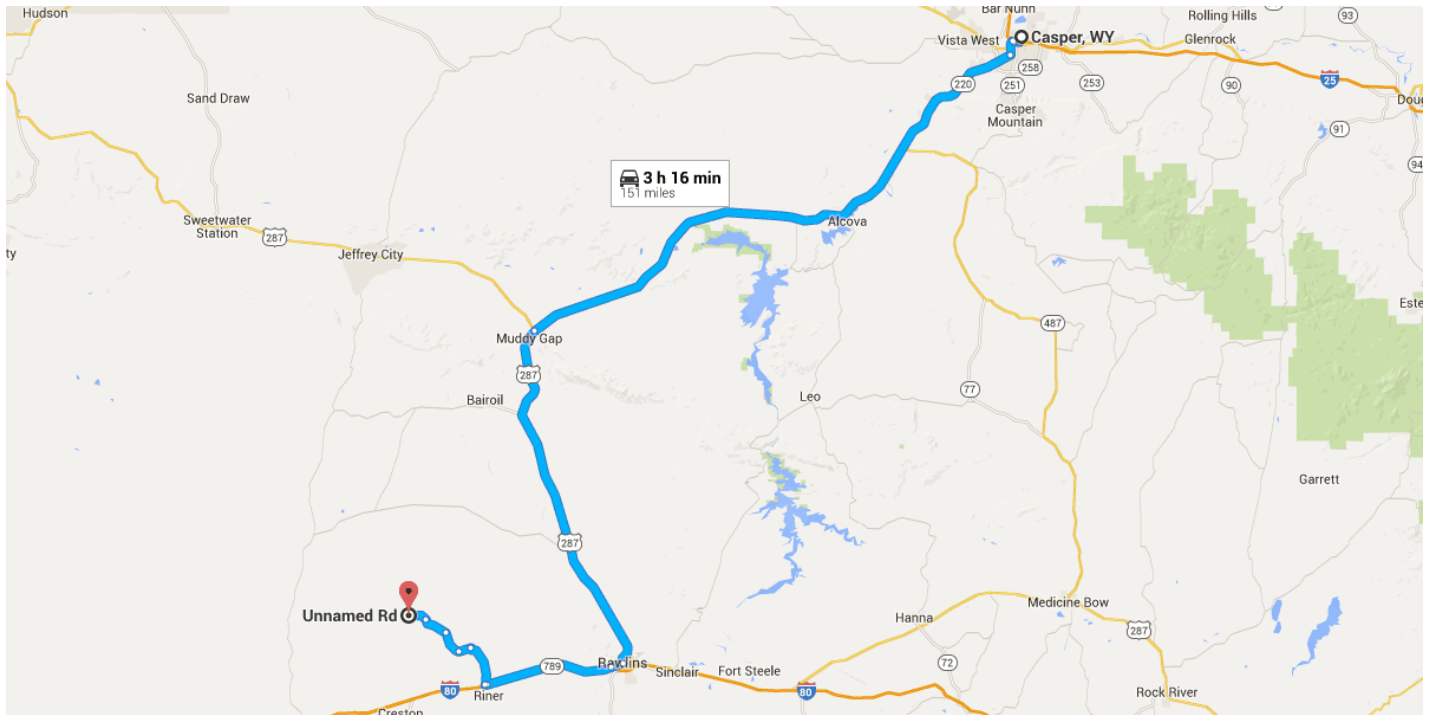 Hudson
Bar Nunn
Rolling Hills
93
Vista West
Casper, WY
Glenrock
258
25
220
251
253
90
Sand Draw
Casper
Mountain
91
94
3 h 16 min
151 miles
Sweetwater
Station
287
Alcova
ty
Jeffrey City
Este
487
Muddy Gap
287
77
Bairoil
Leo
Garrett
287
Unnamed Rd
Hanna
Medicine Bow
287
789
Rawlins
Sinclair
Fort Steele
72
80
Riner
80
Rock River
Creston